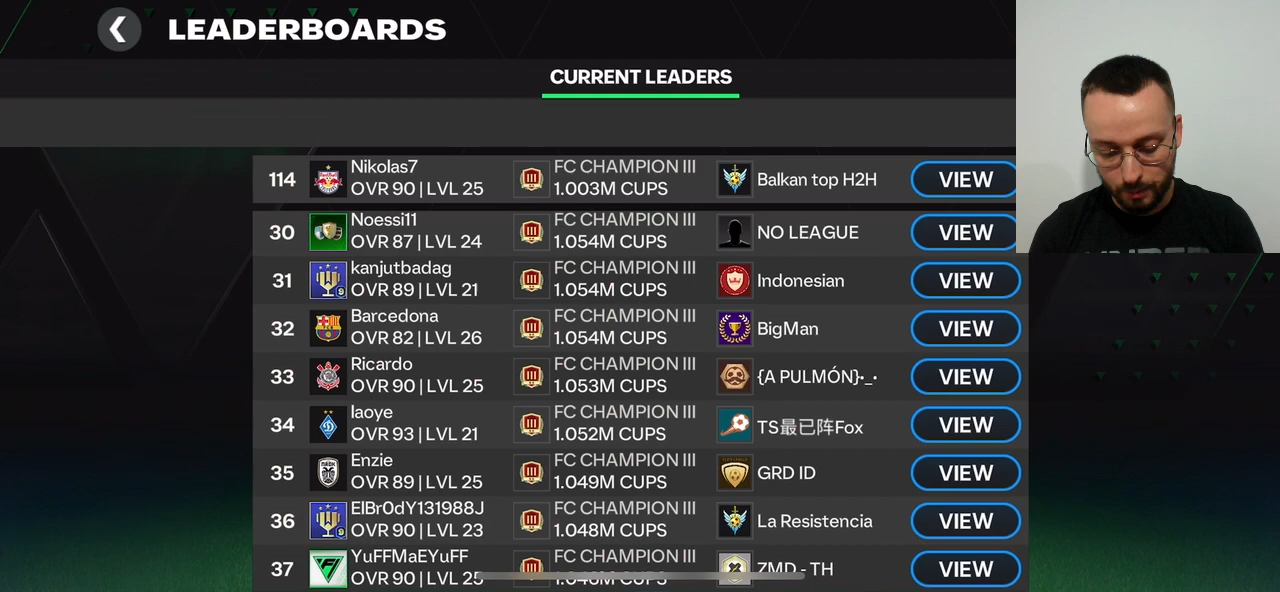 LEADERBOARDS
CURRENT LEADERS
114 Nikolas7 FC CHAMPION III Balkan top H2H VIEW
OVR 90 | LVL 25 1.003M CUPS
30 Noessi11 FC CHAMPION III NO LEAGUE VIEW
OVR 87 | LVL 24 1.054M CUPS
31 kanjutbadag FC CHAMPION III Indonesian VIEW
OVR 89 | LVL 21 1.054M CUPS
32 Barcedona FC CHAMPION III BigMan VIEW
OVR 82 | LVL 26 1.054M CUPS
33 Ricardo FC CHAMPION III {A PULMÓN}•_• VIEW
OVR 90 | LVL 25 1.053M CUPS
34 laoye FC CHAMPION III TS最已阵Fox VIEW
OVR 93 | LVL 21 1.052M CUPS
35 Enzie FC CHAMPION III GRD ID VIEW
OVR 89 | LVL 25 1.049M CUPS
36 ElBr0dY131988J FC CHAMPION III La Resistencia VIEW
OVR 90 | LVL 23 1.048M CUPS
37 YuFFMaEYuFF FC CHAMPION III ZMD - TH VIEW
OVR 90 | LVL 25 CUPS